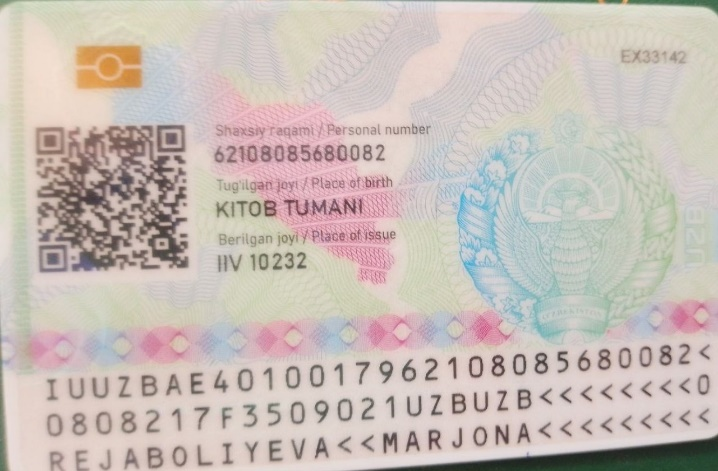 EX33142
Shaxsiy raqami / Personal number
62108085680082
Tug'ilgan joyi / Place of birth
KITOB TUMANI
Berilgan joyi / Place of issue
IIV 10232
IUUZBAE4010017962108085680082<
0808217F3509021UZBUZB<<<<<<<<0
REJABOLIYEVA<<MARJONA<<<<<<<<<